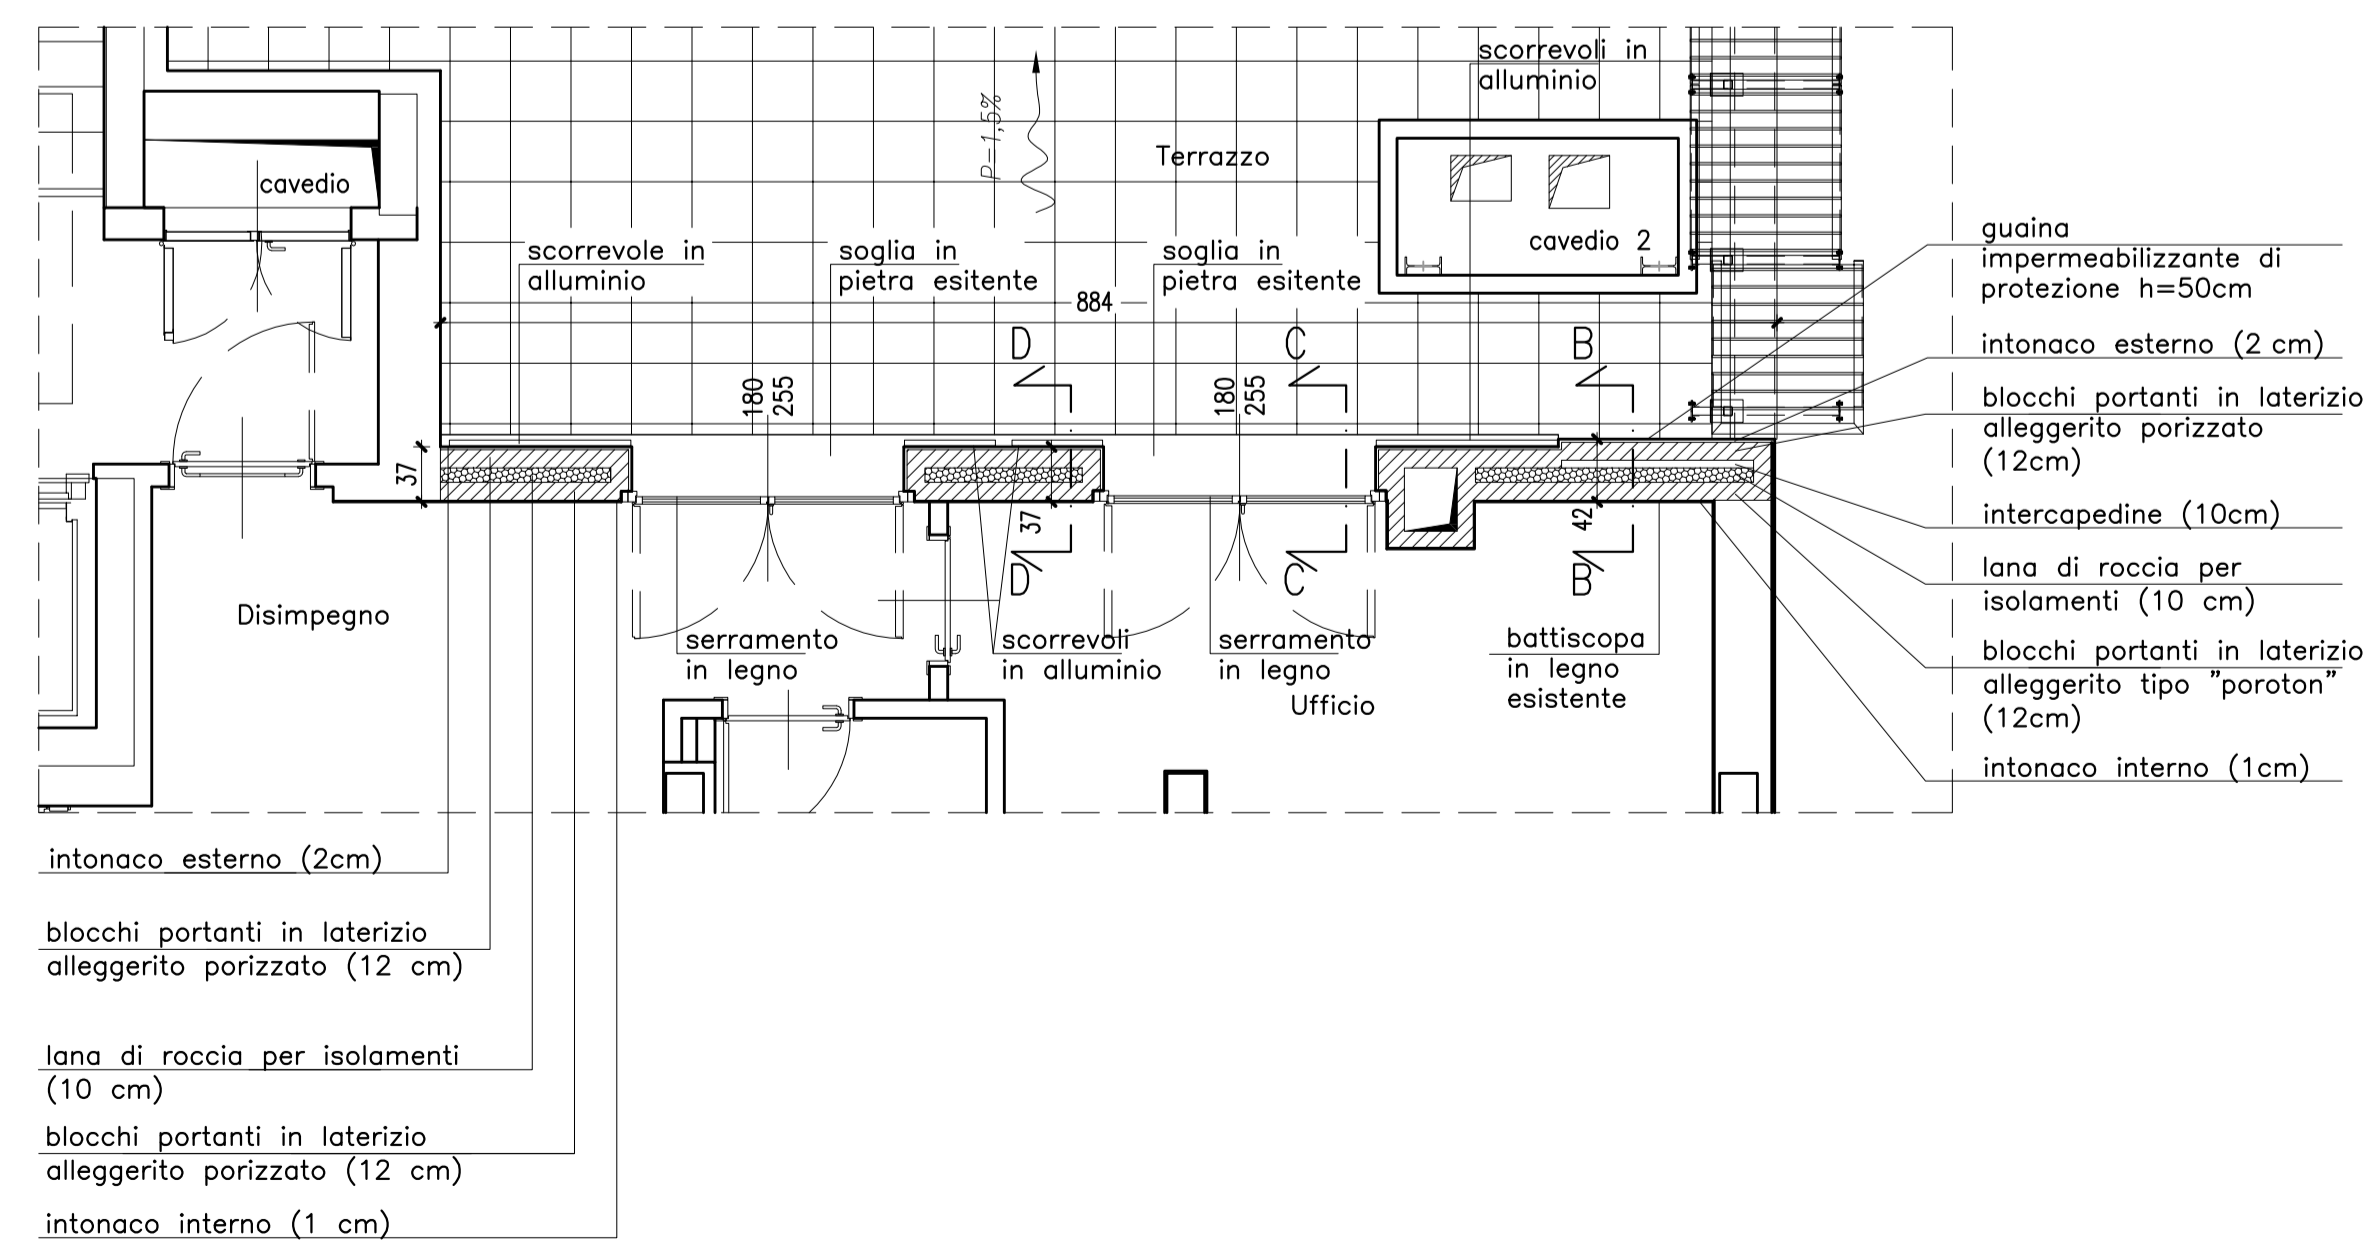 scorrevoli in
alluminio
P=1,5%
Terrazzo
cavedio
cavedio 2
scorrevole in
alluminio
soglia in
pietra esitente
soglia in
pietra esitente
884
D
C
B
180
255
180
255
37
37
42
D
C
B
Disimpegno
serramento
in legno
scorrevoli
in alluminio
serramento
in legno
Ufficio
battiscopa
in legno
esistente
guaina
impermeabilizzante di
protezione h=50cm
intonaco esterno (2 cm)
blocchi portanti in laterizio
alleggerito porizzato
(12cm)
intercapedine (10cm)
lana di roccia per
isolamenti (10 cm)
blocchi portanti in laterizio
alleggerito tipo "poroton"
(12cm)
intonaco interno (1cm)
intonaco esterno (2cm)
blocchi portanti in laterizio
alleggerito porizzato (12 cm)
lana di roccia per isolamenti
(10 cm)
blocchi portanti in laterizio
alleggerito porizzato (12 cm)
intonaco interno (1 cm)